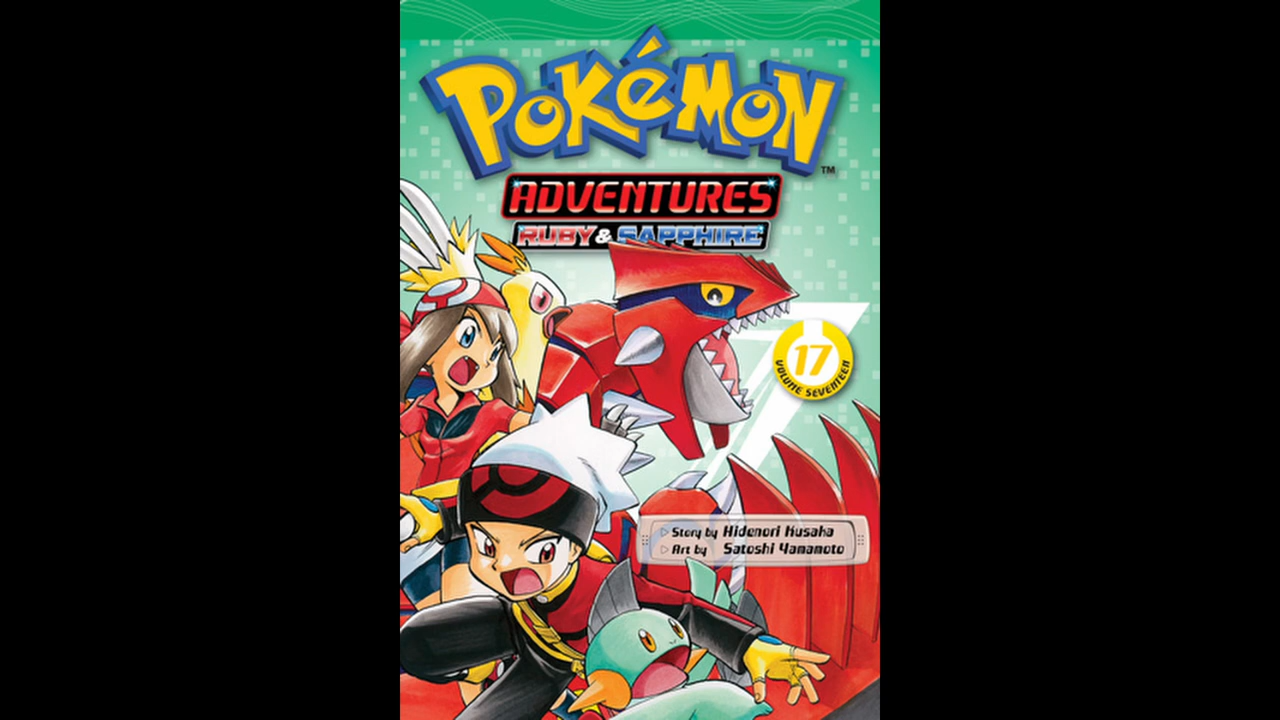 POKéMON
TM
ADVENTURES
RUBY & SAPPHIRE
17
VOLUME SEVENTEEN
Story by Hidenori Kusaka
Art by Satoshi Yamamoto